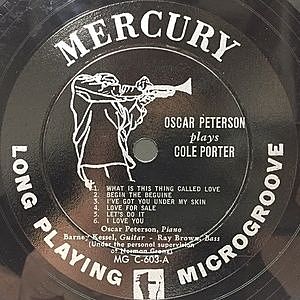 MERCURY
OSCAR PETERSON
plays
COLE PORTER
1. WHAT IS THIS THING CALLED LOVE
2. BEGIN THE BEGUINE
3. I'VE GOT YOU UNDER MY SKIN
4. LOVE FOR SALE
5. LET'S DO IT
6. I LOVE YOU
Oscar Peterson, Piano
Barney Kessel, Guitar - Ray Brown, Bass
(Under the personal supervision
of Norman Granz)
MG C-603-A
LONG PLAYING MICROGROOVE